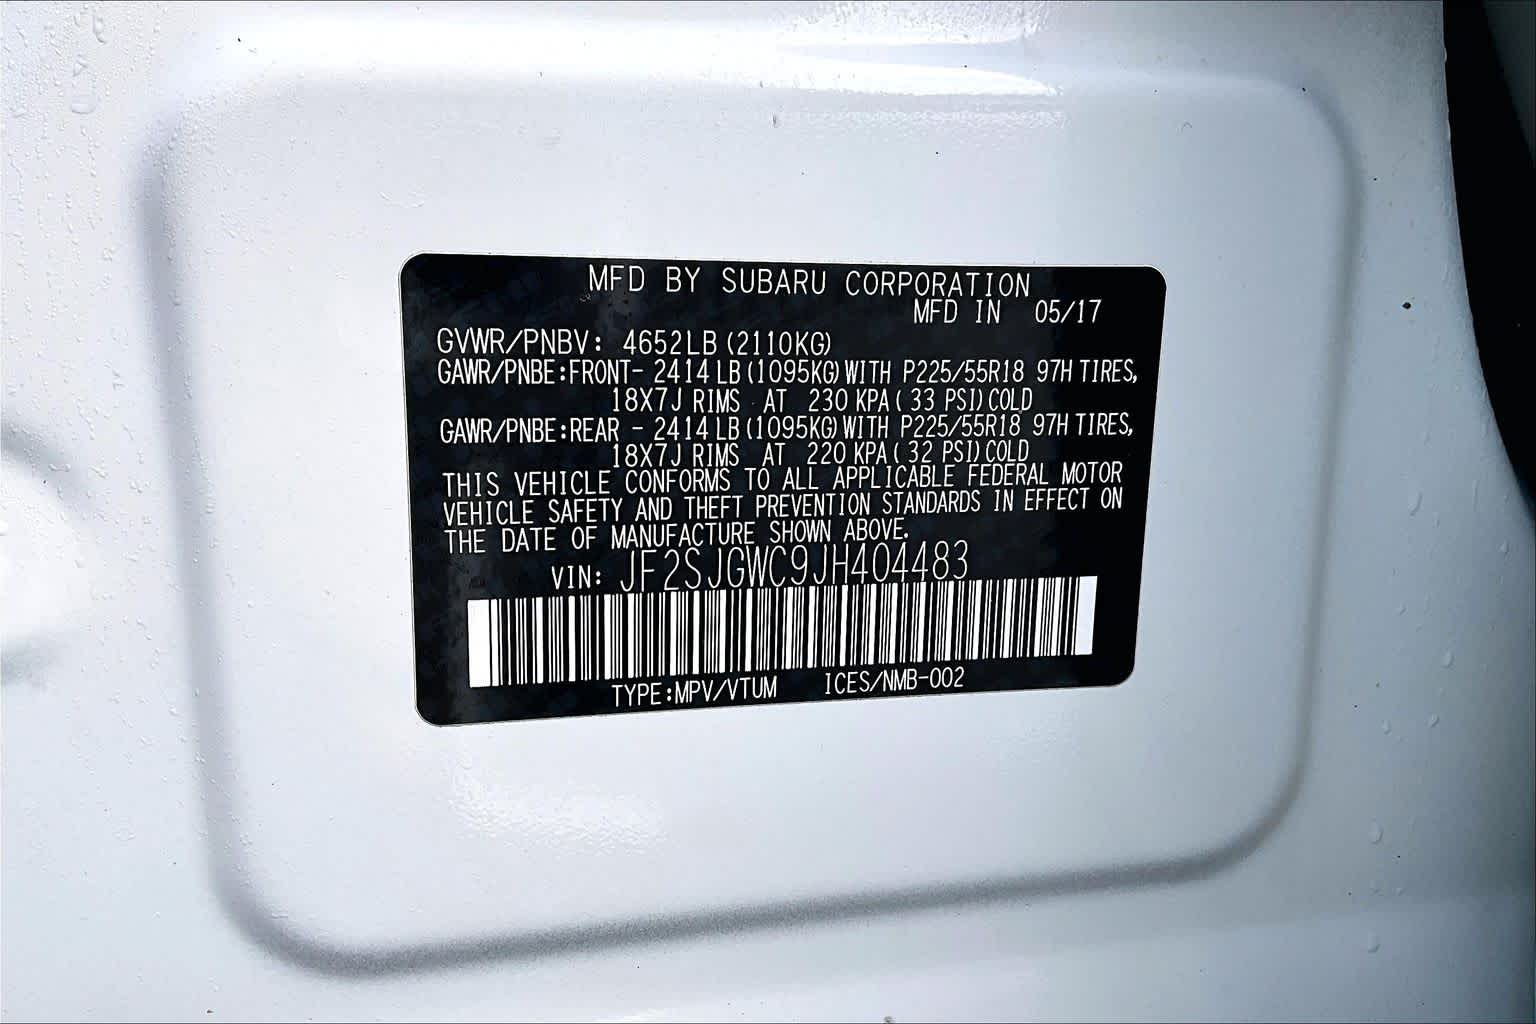 MFD BY SUBARU CORPORATION
MFD IN 05/17
GVWR/PNBV: 4652LB (2110KG)
GAWR/PNBE:FRONT- 2414 LB (1095KG) WITH P225/55R18 97H TIRES,
18X7J RIMS AT 230 KPA ( 33 PSI) COLD
GAWR/PNBE:REAR - 2414 LB (1095KG) WITH P225/55R18 97H TIRES,
18X7J RIMS AT 220 KPA ( 32 PSI) COLD
THIS VEHICLE CONFORMS TO ALL APPLICABLE FEDERAL MOTOR
VEHICLE SAFETY AND THEFT PREVENTION STANDARDS IN EFFECT ON
THE DATE OF MANUFACTURE SHOWN ABOVE.
VIN: JF2SJGWC9JH404483
TYPE:MPV/VTUM ICES/NMB-002